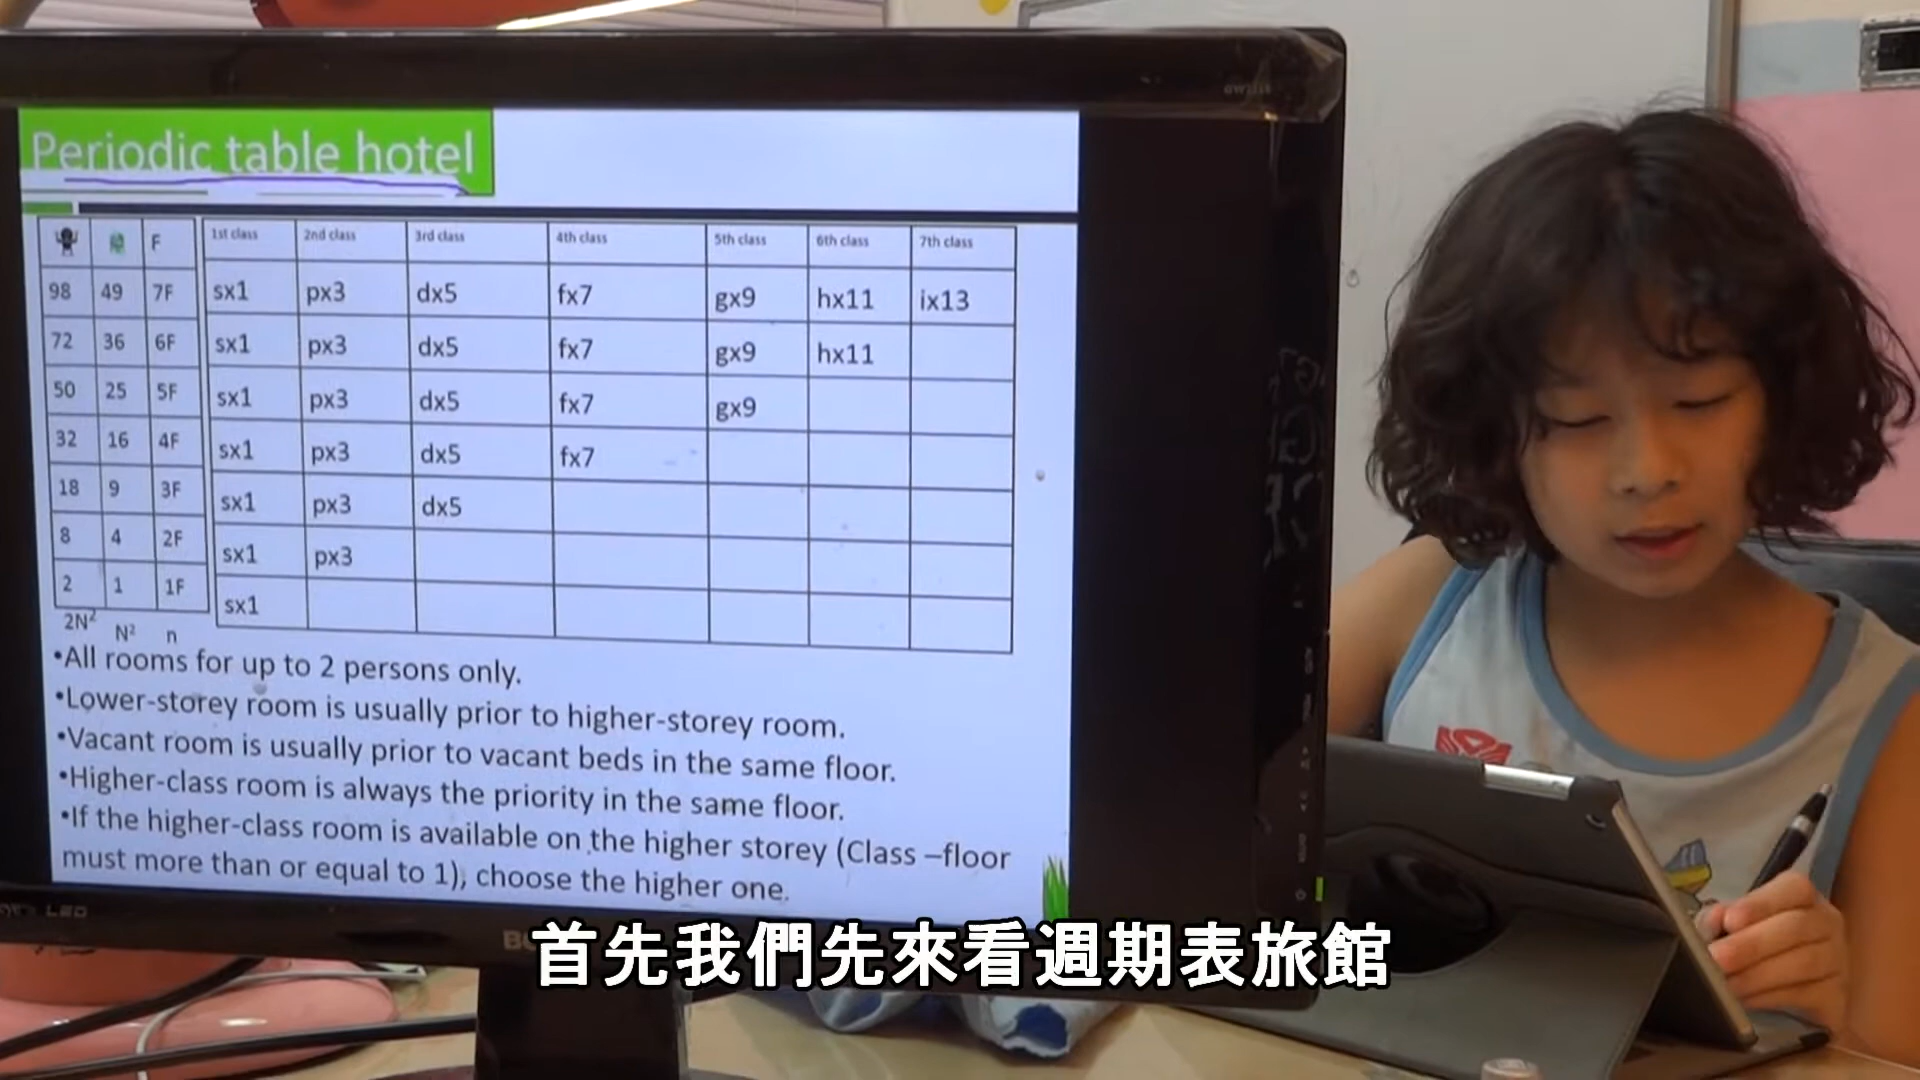 Periodic table hotel
F 1st class 2nd class 3rd class 4th class 5th class 6th class 7th class
98 49 7F sx1 px3 dx5 fx7 gx9 hx11 ix13
72 36 6F sx1 px3 dx5 fx7 gx9 hx11
50 25 5F sx1 px3 dx5 fx7 gx9
32 16 4F sx1 px3 dx5 fx7
18 9 3F sx1 px3 dx5
8 4 2F sx1 px3
2 1 1F sx1
2N² N² n
•All rooms for up to 2 persons only.
•Lower-storey room is usually prior to higher-storey room.
•Vacant room is usually prior to vacant beds in the same floor.
•Higher-class room is always the priority in the same floor.
•If the higher-class room is available on the higher storey (Class –floor
must more than or equal to 1), choose the higher one.
LED
首先我們先來看週期表旅館